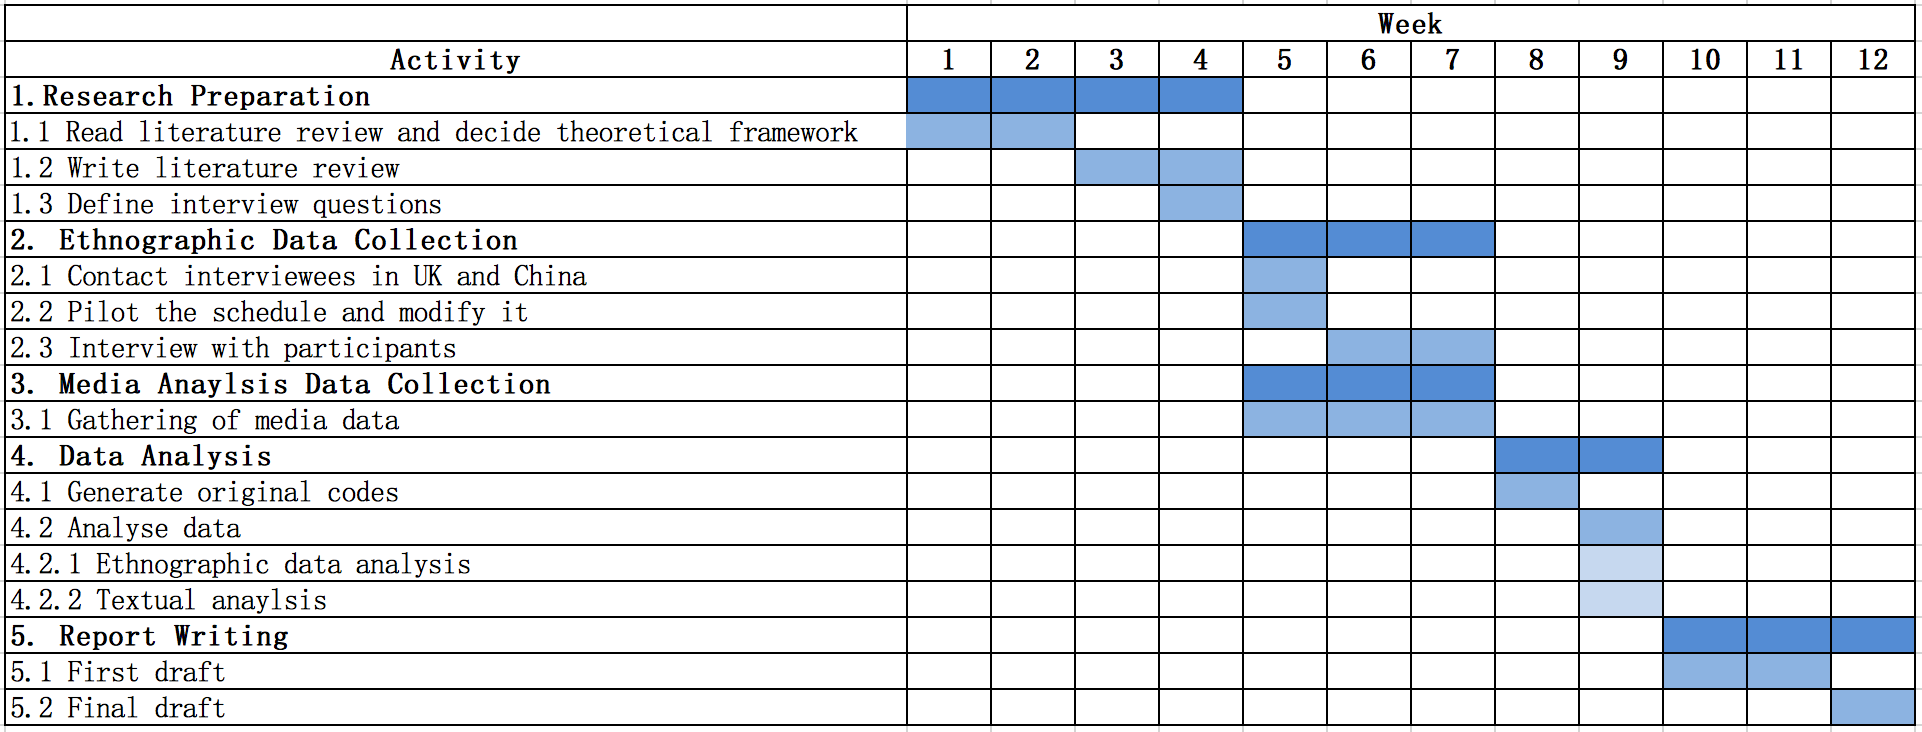 Week
Activity 1 2 3 4 5 6 7 8 9 10 11 12
1.Research Preparation
1.1 Read literature review and decide theoretical framework
1.2 Write literature review
1.3 Define interview questions
2. Ethnographic Data Collection
2.1 Contact interviewees in UK and China
2.2 Pilot the schedule and modify it
2.3 Interview with participants
3. Media Anaylsis Data Collection
3.1 Gathering of media data
4. Data Analysis
4.1 Generate original codes
4.2 Analyse data
4.2.1 Ethnographic data analysis
4.2.2 Textual anaylsis
5. Report Writing
5.1 First draft
5.2 Final draft